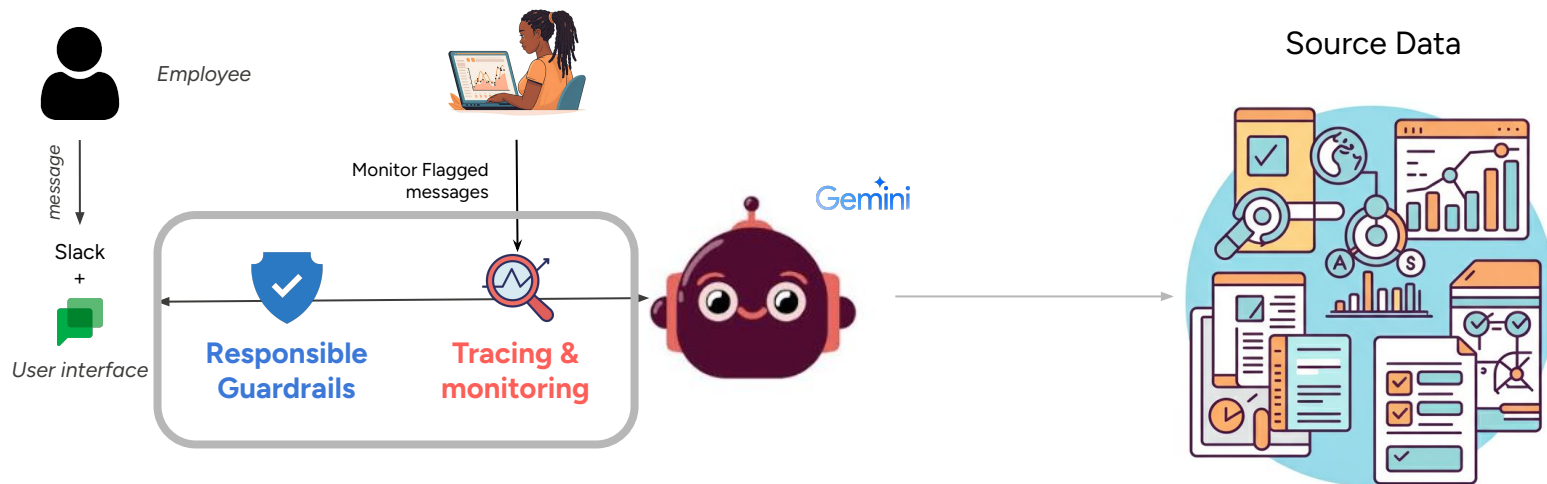 Source Data
Employee
message
Monitor Flagged
messages
Gemini
Slack
+
User interface
Responsible
Guardrails
Tracing &
monitoring
A
S